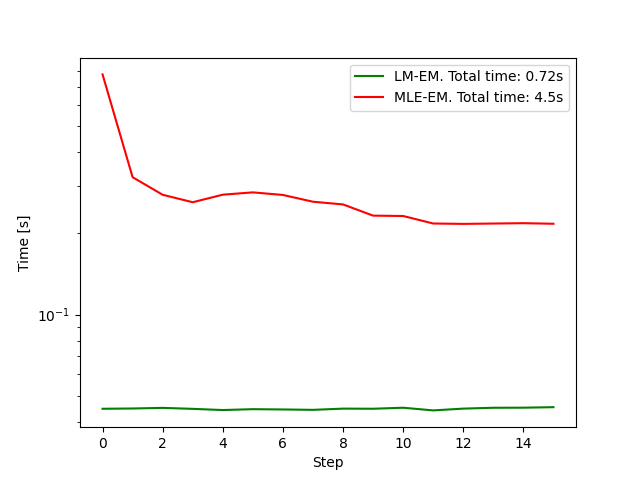 LM-EM. Total time: 0.72s
MLE-EM. Total time: 4.5s
Time [s]
10⁻¹
0 2 4 6 8 10 12 14
Step